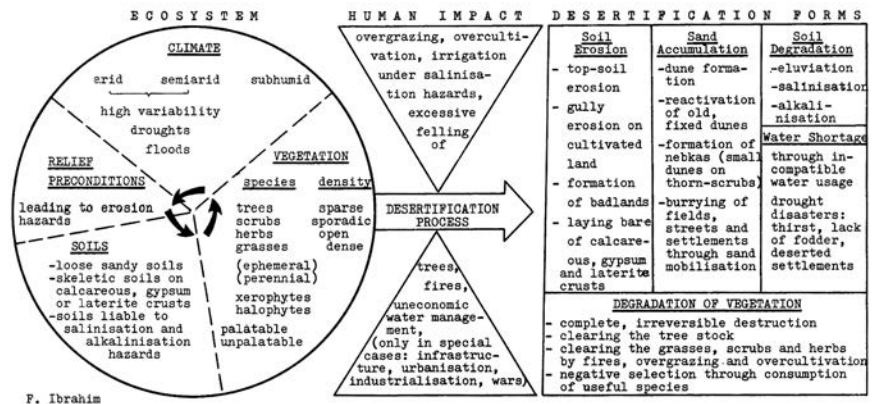 ECOSYSTEM
CLIMATE
arid semiarid subhumid
high variability
droughts
floods
RELIEF
PRECONDITIONS
leading to erosion
hazards
VEGETATION
species density
trees sparse
scrubs sporadic
herbs open
grasses dense
(ephemeral)
(perennial)
xerophytes
halophytes
palatable
unpalatable
SOILS
-loose sandy soils
-skeletic soils on
calcareous, gypsum
or laterite crusts
-soils liable to
salinisation and
alkalinisation
hazards
F. Ibrahim
HUMAN IMPACT
overgrazing, overculti-
vation, irrigation
under salinisa-
tion hazards,
excessive
felling of
DESERTIFICATION
PROCESS
trees,
fires,
uneconomic
water manage-
ment,
(only in special
cases: infrastruc-
ture, urbanisation,
industrialisation, wars)
DESERTIFICATION FORMS
Soil
Erosion
- top-soil
erosion
- gully
erosion on
cultivated
land
- formation
of badlands
- laying bare
of calcare-
ous, gypsum
and laterite
crusts
Sand
Accumulation
-dune forma-
tion
-reactivation
of old,
fixed dunes
-formation of
nebkas (small
dunes on
thorn-scrubs)
-burrying of
fields,
streets and
settlements
through sand
mobilisation
Soil
Degradation
-eluviation
-salinisation
-alkali-
nisation
Water Shortage
through in-
compatible
water usage
drought
disasters:
thirst, lack
of fodder,
deserted
settlements
DEGRADATION OF VEGETATION
- complete, irreversible destruction
- clearing the tree stock
- clearing the grasses, scrubs and herbs
by fires, overgrazing and overcultivation
- negative selection through consumption
of useful species